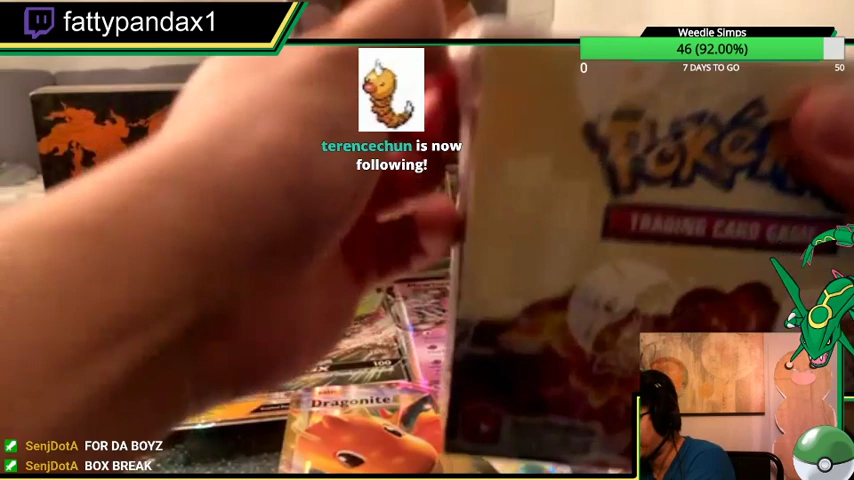 fattypandax1
Weedle Simps
46 (92.00%)
0
7 DAYS TO GO
50
terencechun is now
following!
TRADING CARD GAME
100
Dragonite
SenjDotA FOR DA BOYZ
SenjDotA BOX BREAK